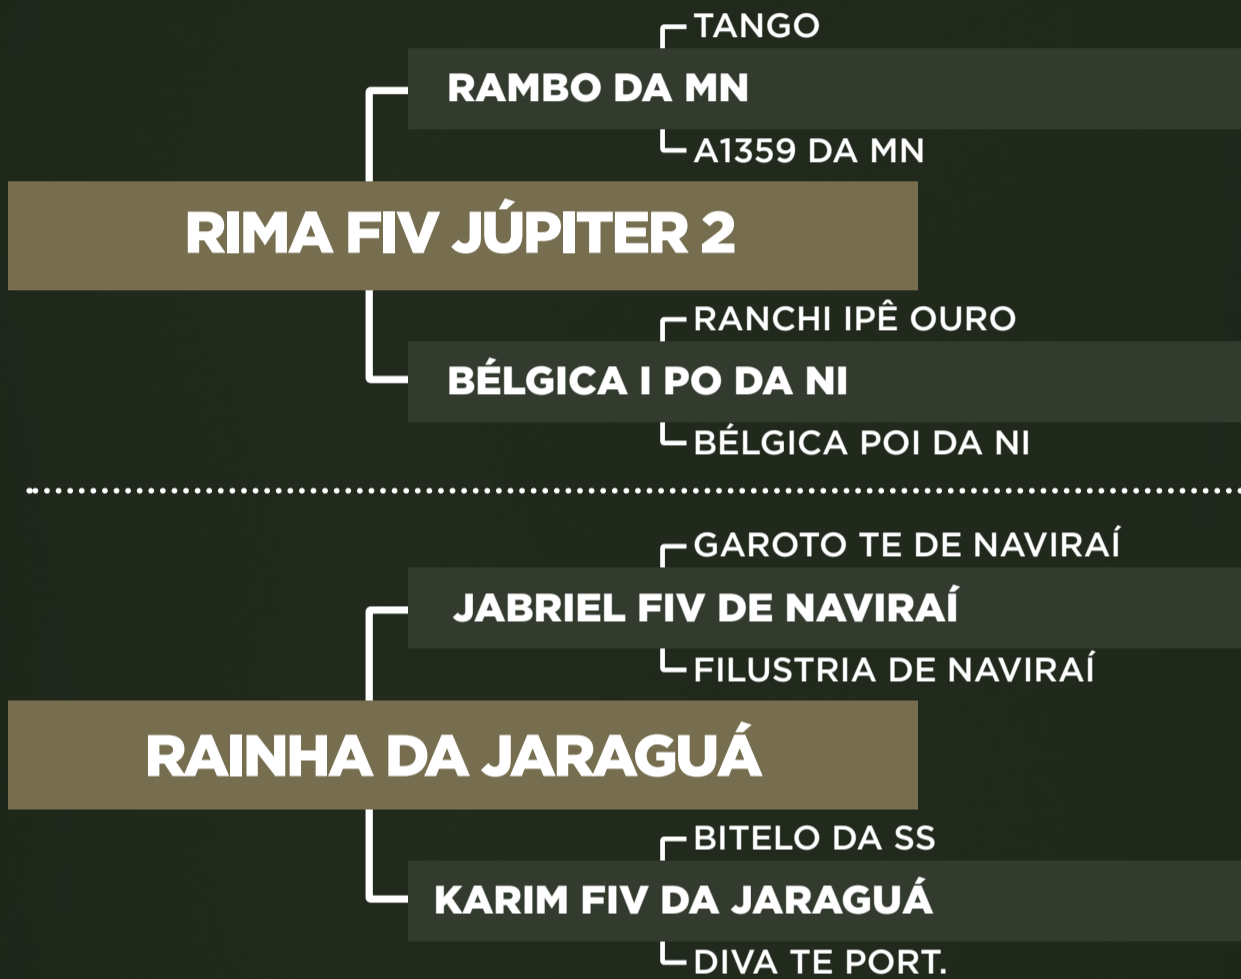 TANGO
RAMBO DA MN
A1359 DA MN
RIMA FIV JÚPITER 2
RANCHI IPÊ OURO
BÉLGICA I PO DA NI
BÉLGICA POI DA NI
GAROTO TE DE NAVIRAÍ
JABRIEL FIV DE NAVIRAÍ
FILUSTRIA DE NAVIRAÍ
RAINHA DA JARAGUÁ
BITELO DA SS
KARIM FIV DA JARAGUÁ
DIVA TE PORT.